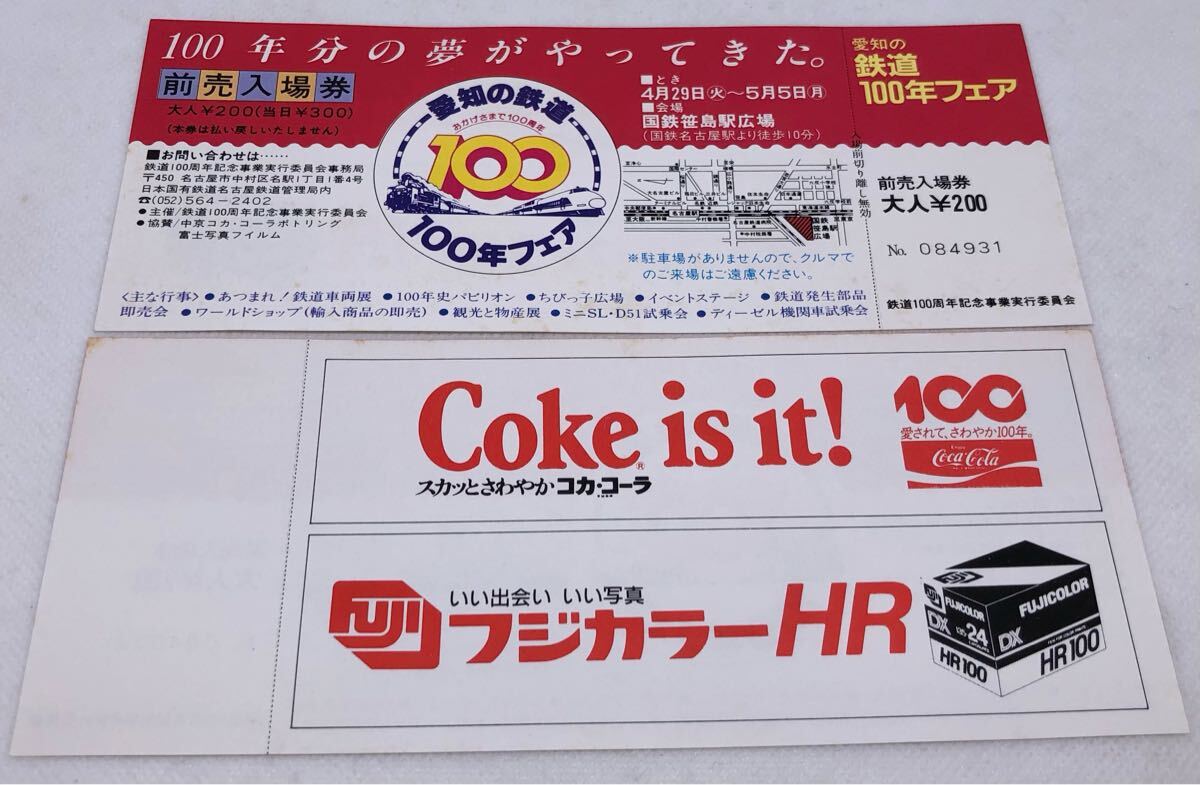 100年分の夢がやってきた。
前売入場券
大人¥200(当日¥300)
(本券は払い戻しいたしません)
■お問い合わせは……
鉄道100周年記念事業実行委員会事務局
〒450 名古屋市中村区名駅1丁目1番4号
日本国有鉄道名古屋鉄道管理局内
☎(052)564-2402
●主催/鉄道100周年記念事業実行委員会
●協賛/中京コカ・コーラボトリング
富士写真フイルム
愛知の鉄道
おかげさまで100周年
100
100年フェア
■とき
4月29日㊋〜5月5日㊊
■会場
国鉄笹島駅広場
(国鉄名古屋駅より徒歩10分)
名古屋駅
国鉄
笹島駅
広場
※駐車場がありませんので、クルマで
のご来場はご遠慮ください。
〈主な行事〉●あつまれ!鉄道車両展 ●100年史パビリオン ●ちびっ子広場 ●イベントステージ ●鉄道発生部品
即売会 ●ワールドショップ(輸入商品の即売) ●観光と物産展 ●ミニSL・D51試乗会 ●ディーゼル機関車試乗会
入場前切り離し無効
愛知の
鉄道
100年フェア
前売入場券
大人¥200
No. 084931
鉄道100周年記念事業実行委員会
Coke is it!
®
スカッとさわやか コカ・コーラ
100
愛されて、さわやか100年。
Enjoy
Coca-Cola
FUJI
いい出会い いい写真
フジカラーHR
FUJICOLOR
DX
135-24
HR100
FUJICOLOR
DX
HR100